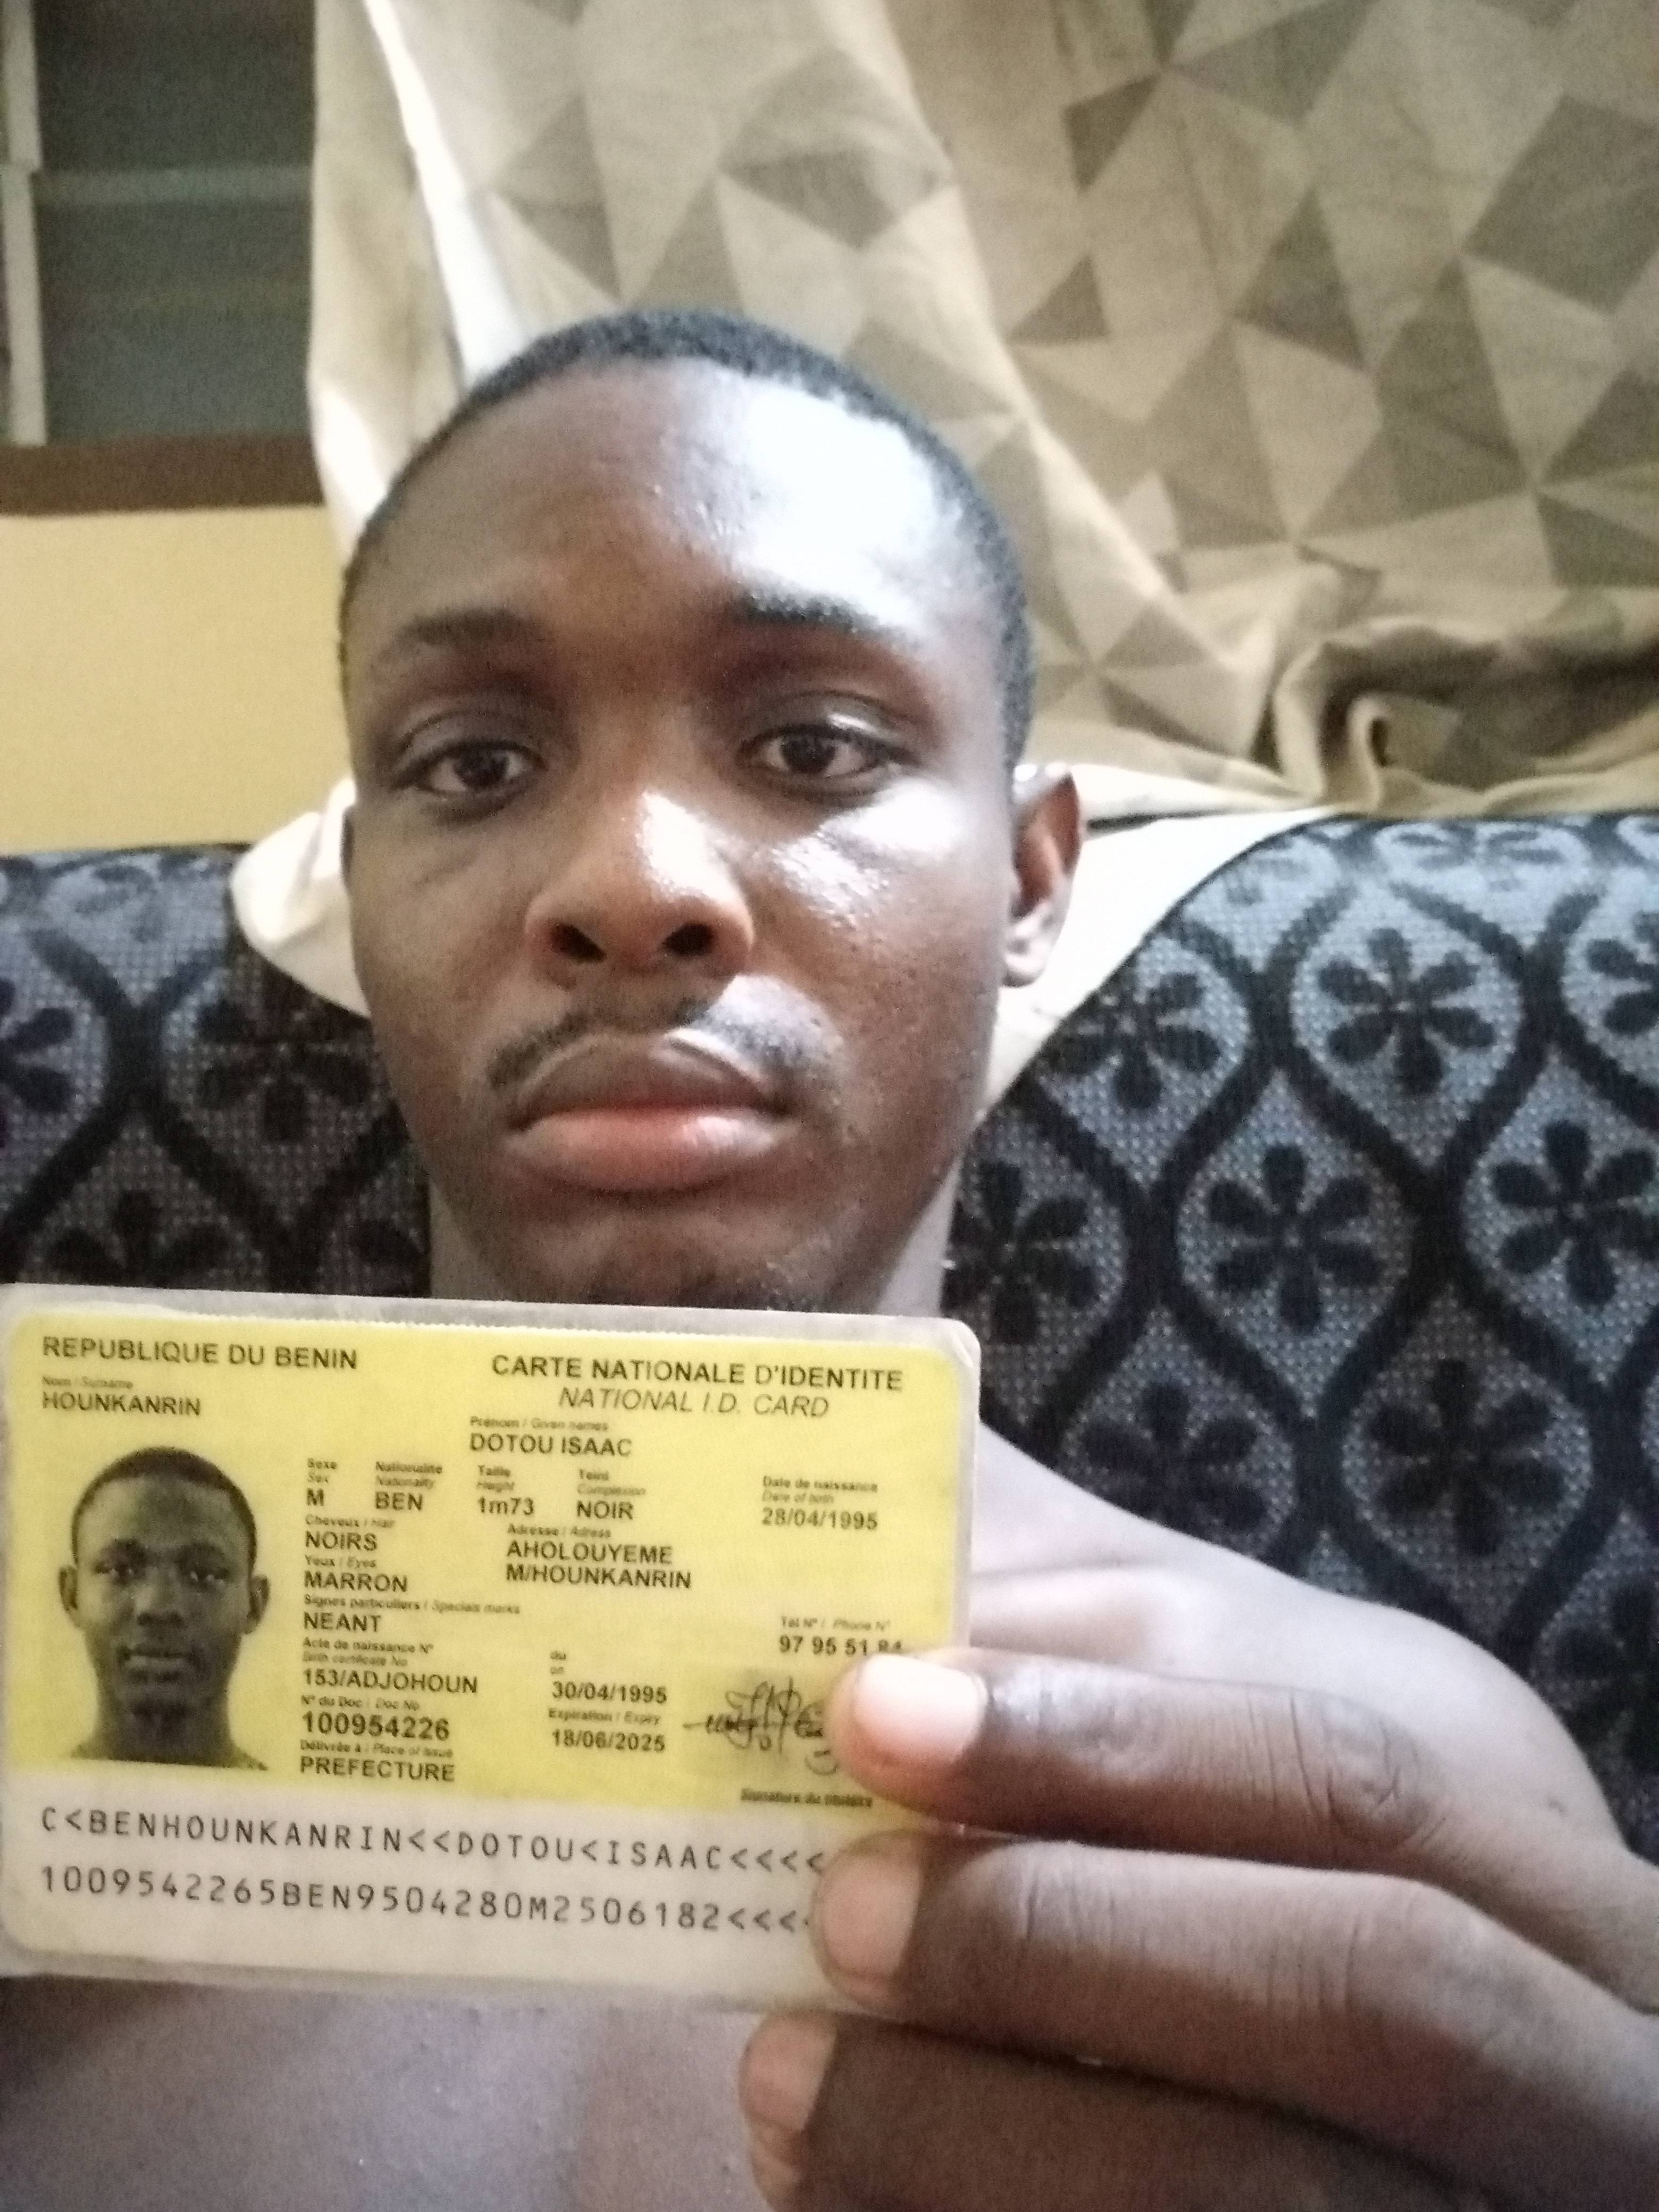 REPUBLIQUE DU BENIN
CARTE NATIONALE D'IDENTITE
NATIONAL I.D. CARD
Nom / Surname
HOUNKANRIN
Prénom / Given names
DOTOU ISAAC
Sexe Nationalité Taille Teint Date de naissance
Sex Nationality Height Complexion Date of birth
M BEN 1m73 NOIR 28/04/1995
Cheveux / Hair Adresse / Adress
NOIRS AHOLOUYEME
Yeux / Eyes
MARRON M/HOUNKANRIN
Signes particuliers / Specials marks
NEANT
Tél N° / Phone N°
97 95 51 84
Acte de naissance N° du
Birth certificate No on
153/ADJOHOUN 30/04/1995
N° du Doc / Doc No Expiration / Expiry
100954226 18/06/2025
Délivrée à / Place of issue
PREFECTURE
Signature du titulaire
C<BENHOUNKANRIN<<DOTOU<ISAAC<<<<
1009542265BEN9504280M2506182<<<<